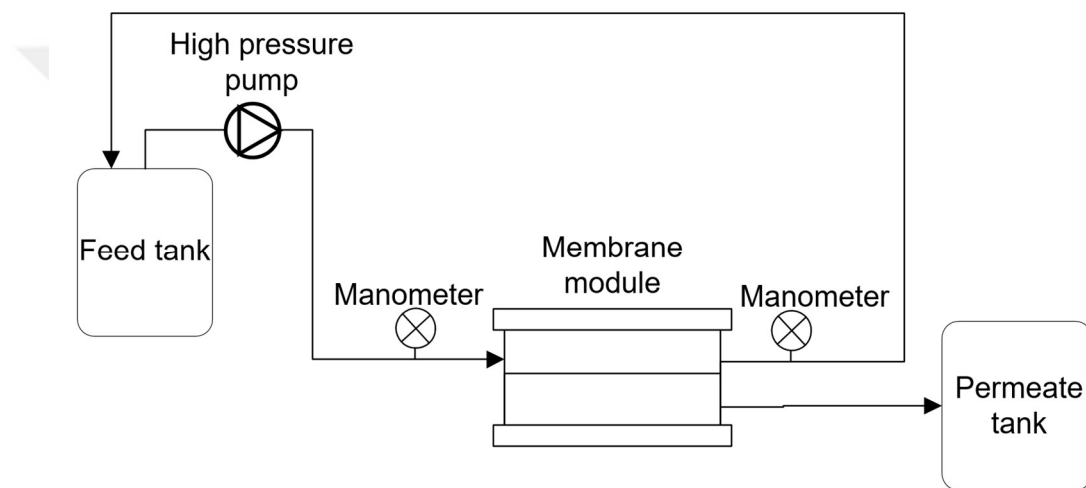 High pressure
pump
Feed tank
Membrane
module
Manometer
Manometer
Permeate
tank